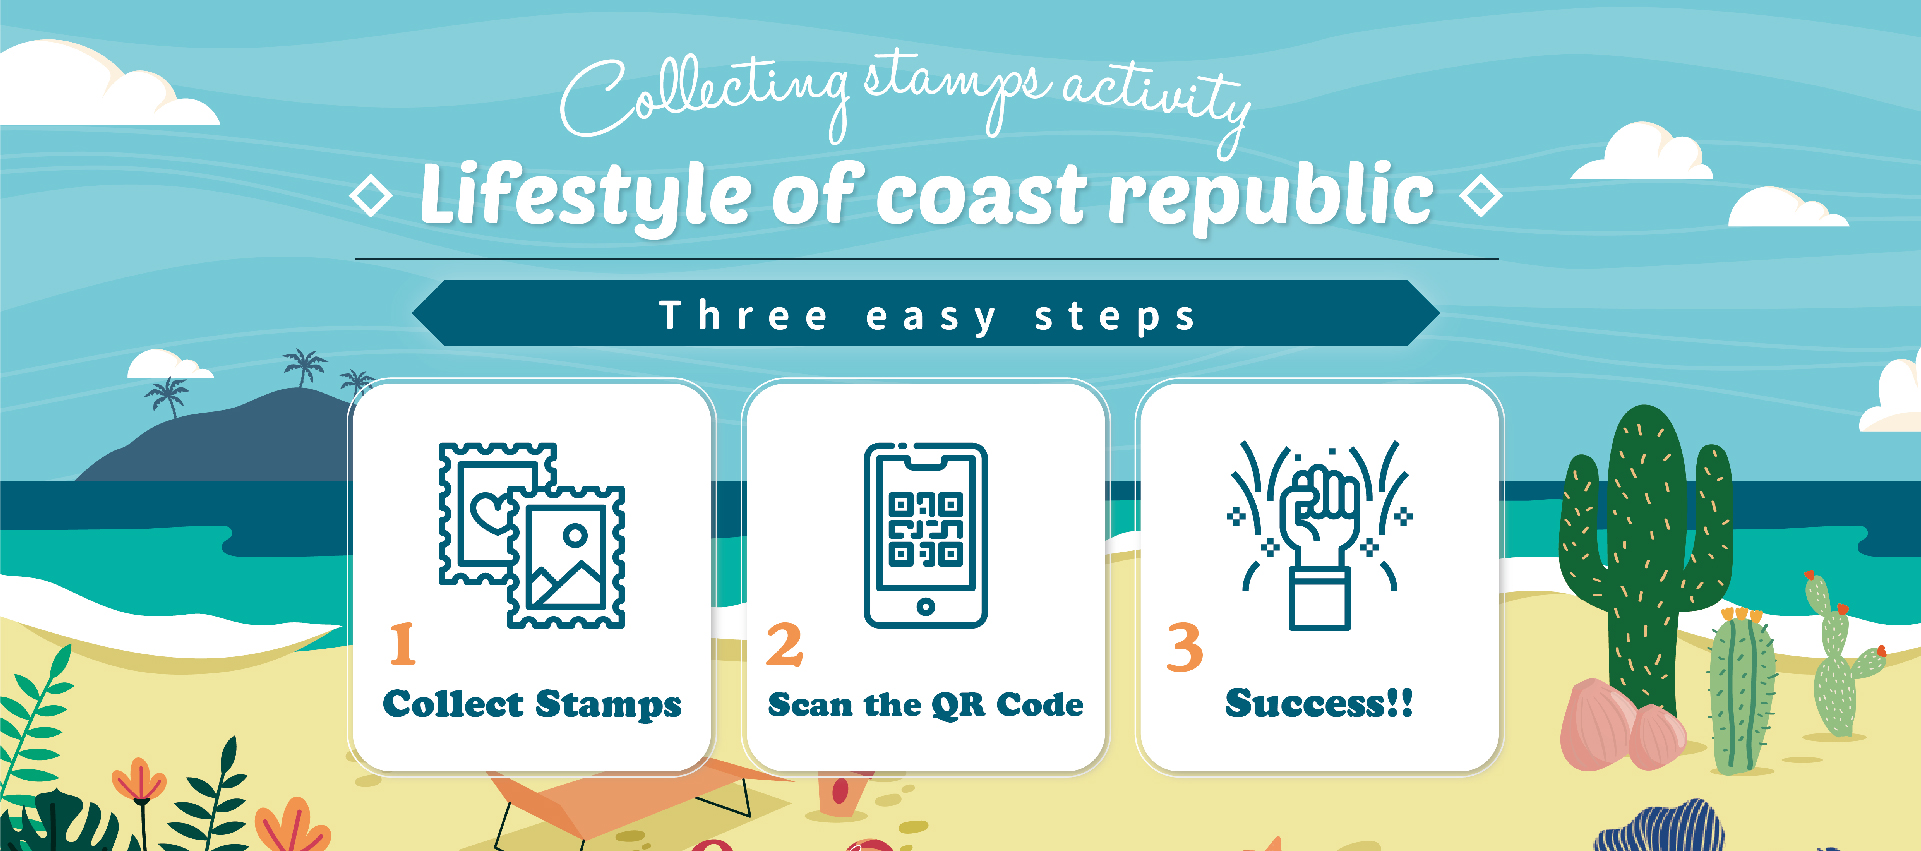 Collecting stamps activity
Lifestyle of coast republic
Three easy steps
1
Collect Stamps
2
Scan the QR Code
3
Success!!